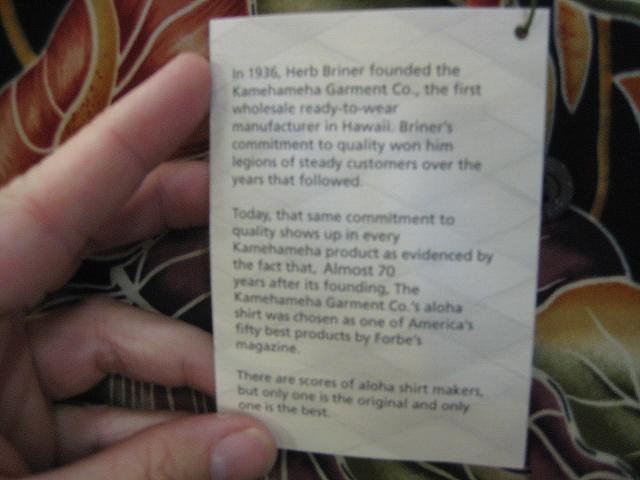 In 1936, Herb Briner founded the
Kamehameha Garment Co., the first
wholesale ready-to-wear
manufacturer in Hawaii. Briner's
commitment to quality won him
legions of steady customers over the
years that followed.
Today, that same commitment to
quality shows up in every
Kamehameha product as evidenced by
the fact that, Almost 70
years after its founding, The
Kamehameha Garment Co.'s aloha
shirt was chosen as one of America's
fifty best products by Forbe's
magazine.
There are scores of aloha shirt makers,
but only one is the original and only
one is the best.